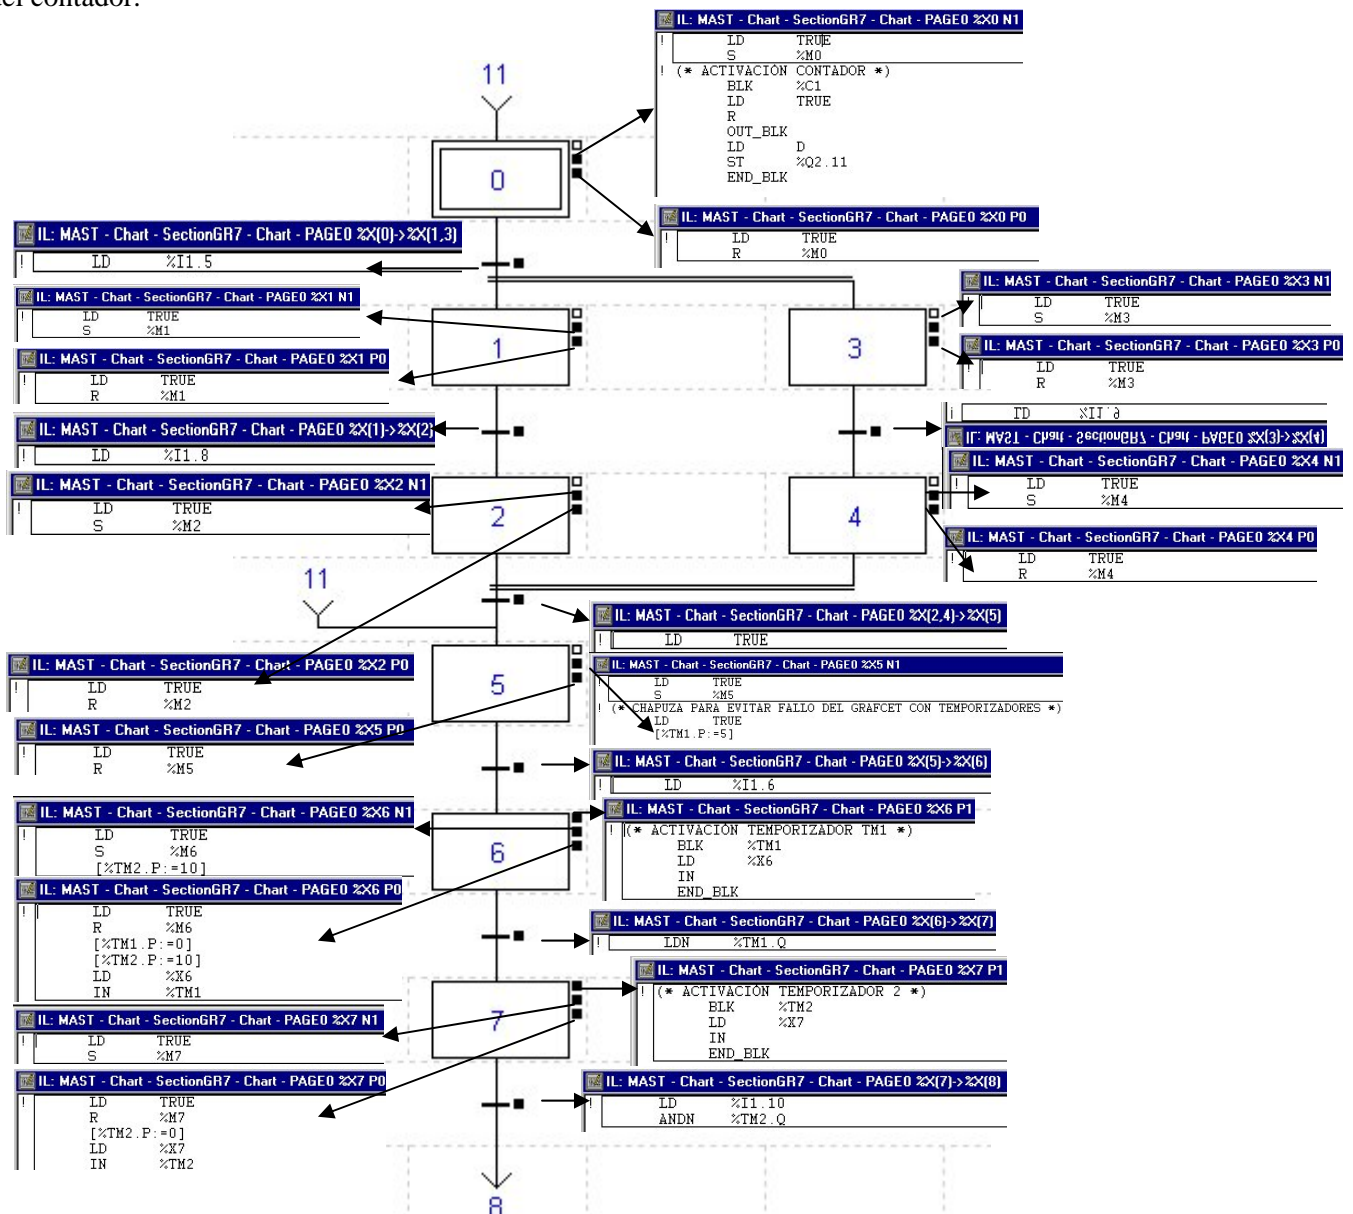 del contador.
IL: MAST - Chart - SectionGR7 - Chart - PAGE0 %X0 N1
! LD TRUE
S %M0
! (* ACTIVACIÓN CONTADOR *)
BLK %C1
LD TRUE
R
OUT_BLK
LD D
ST %Q2.11
END_BLK
11
0
IL: MAST - Chart - SectionGR7 - Chart - PAGE0 %X0 P0
! LD TRUE
R %M0
IL: MAST - Chart - SectionGR7 - Chart - PAGE0 %X(0)->%X(1,3)
! LD %I1.5
IL: MAST - Chart - SectionGR7 - Chart - PAGE0 %X1 N1
! LD TRUE
S %M1
IL: MAST - Chart - SectionGR7 - Chart - PAGE0 %X1 P0
! LD TRUE
R %M1
1
3
IL: MAST - Chart - SectionGR7 - Chart - PAGE0 %X3 N1
! LD TRUE
S %M3
IL: MAST - Chart - SectionGR7 - Chart - PAGE0 %X3 P0
! LD TRUE
R %M3
IL: MAST - Chart - SectionGR7 - Chart - PAGE0 %X(1)->%X(2)
! LD %I1.8
! LD %I1.9
IL: MAST - Chart - SectionGR7 - Chart - PAGE0 %X(3)->%X(4)
IL: MAST - Chart - SectionGR7 - Chart - PAGE0 %X2 N1
! LD TRUE
S %M2
2
4
IL: MAST - Chart - SectionGR7 - Chart - PAGE0 %X4 N1
! LD TRUE
S %M4
IL: MAST - Chart - SectionGR7 - Chart - PAGE0 %X4 P0
! LD TRUE
R %M4
11
IL: MAST - Chart - SectionGR7 - Chart - PAGE0 %X(2,4)->%X(5)
! LD TRUE
IL: MAST - Chart - SectionGR7 - Chart - PAGE0 %X2 P0
! LD TRUE
R %M2
5
IL: MAST - Chart - SectionGR7 - Chart - PAGE0 %X5 N1
! LD TRUE
S %M5
! (* CHAPUZA PARA EVITAR FALLO DEL GRAFCET CON TEMPORIZADORES *)
LD TRUE
[%TM1.P:=5]
IL: MAST - Chart - SectionGR7 - Chart - PAGE0 %X5 P0
! LD TRUE
R %M5
IL: MAST - Chart - SectionGR7 - Chart - PAGE0 %X(5)->%X(6)
! LD %I1.6
IL: MAST - Chart - SectionGR7 - Chart - PAGE0 %X6 N1
! LD TRUE
S %M6
[%TM2.P:=10]
6
IL: MAST - Chart - SectionGR7 - Chart - PAGE0 %X6 P1
! (* ACTIVACIÓN TEMPORIZADOR TM1 *)
BLK %TM1
LD %X6
IN
END_BLK
IL: MAST - Chart - SectionGR7 - Chart - PAGE0 %X6 P0
! LD TRUE
R %M6
[%TM1.P:=0]
[%TM2.P:=10]
LD %X6
IN %TM1
IL: MAST - Chart - SectionGR7 - Chart - PAGE0 %X(6)->%X(7)
! LDN %TM1.Q
IL: MAST - Chart - SectionGR7 - Chart - PAGE0 %X7 P1
! (* ACTIVACIÓN TEMPORIZADOR 2 *)
BLK %TM2
LD %X7
IN
END_BLK
7
IL: MAST - Chart - SectionGR7 - Chart - PAGE0 %X7 N1
! LD TRUE
S %M7
IL: MAST - Chart - SectionGR7 - Chart - PAGE0 %X7 P0
! LD TRUE
R %M7
[%TM2.P:=0]
LD %X7
IN %TM2
IL: MAST - Chart - SectionGR7 - Chart - PAGE0 %X(7)->%X(8)
! LD %I1.10
ANDN %TM2.Q
8